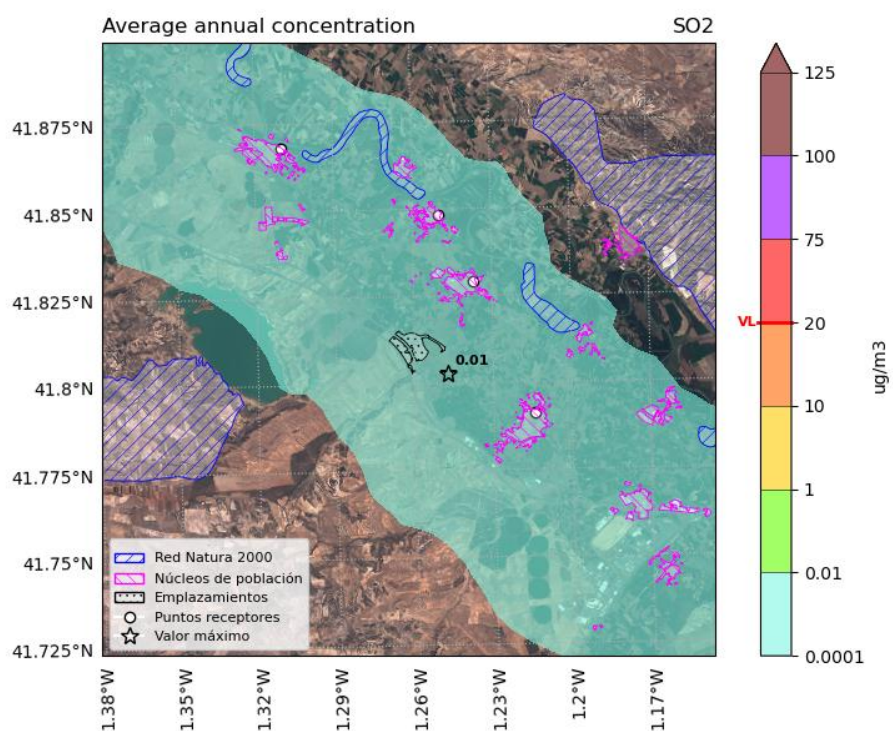 Average annual concentration SO2
41.875°N
41.85°N
41.825°N
41.8°N
41.775°N
41.75°N
41.725°N
0.01
Red Natura 2000
Núcleos de población
Emplazamientos
Puntos receptores
Valor máximo
1.38°W
1.35°W
1.32°W
1.29°W
1.26°W
1.23°W
1.2°W
1.17°W
125
100
75
VL 20
10
1
0.01
0.0001
ug/m3